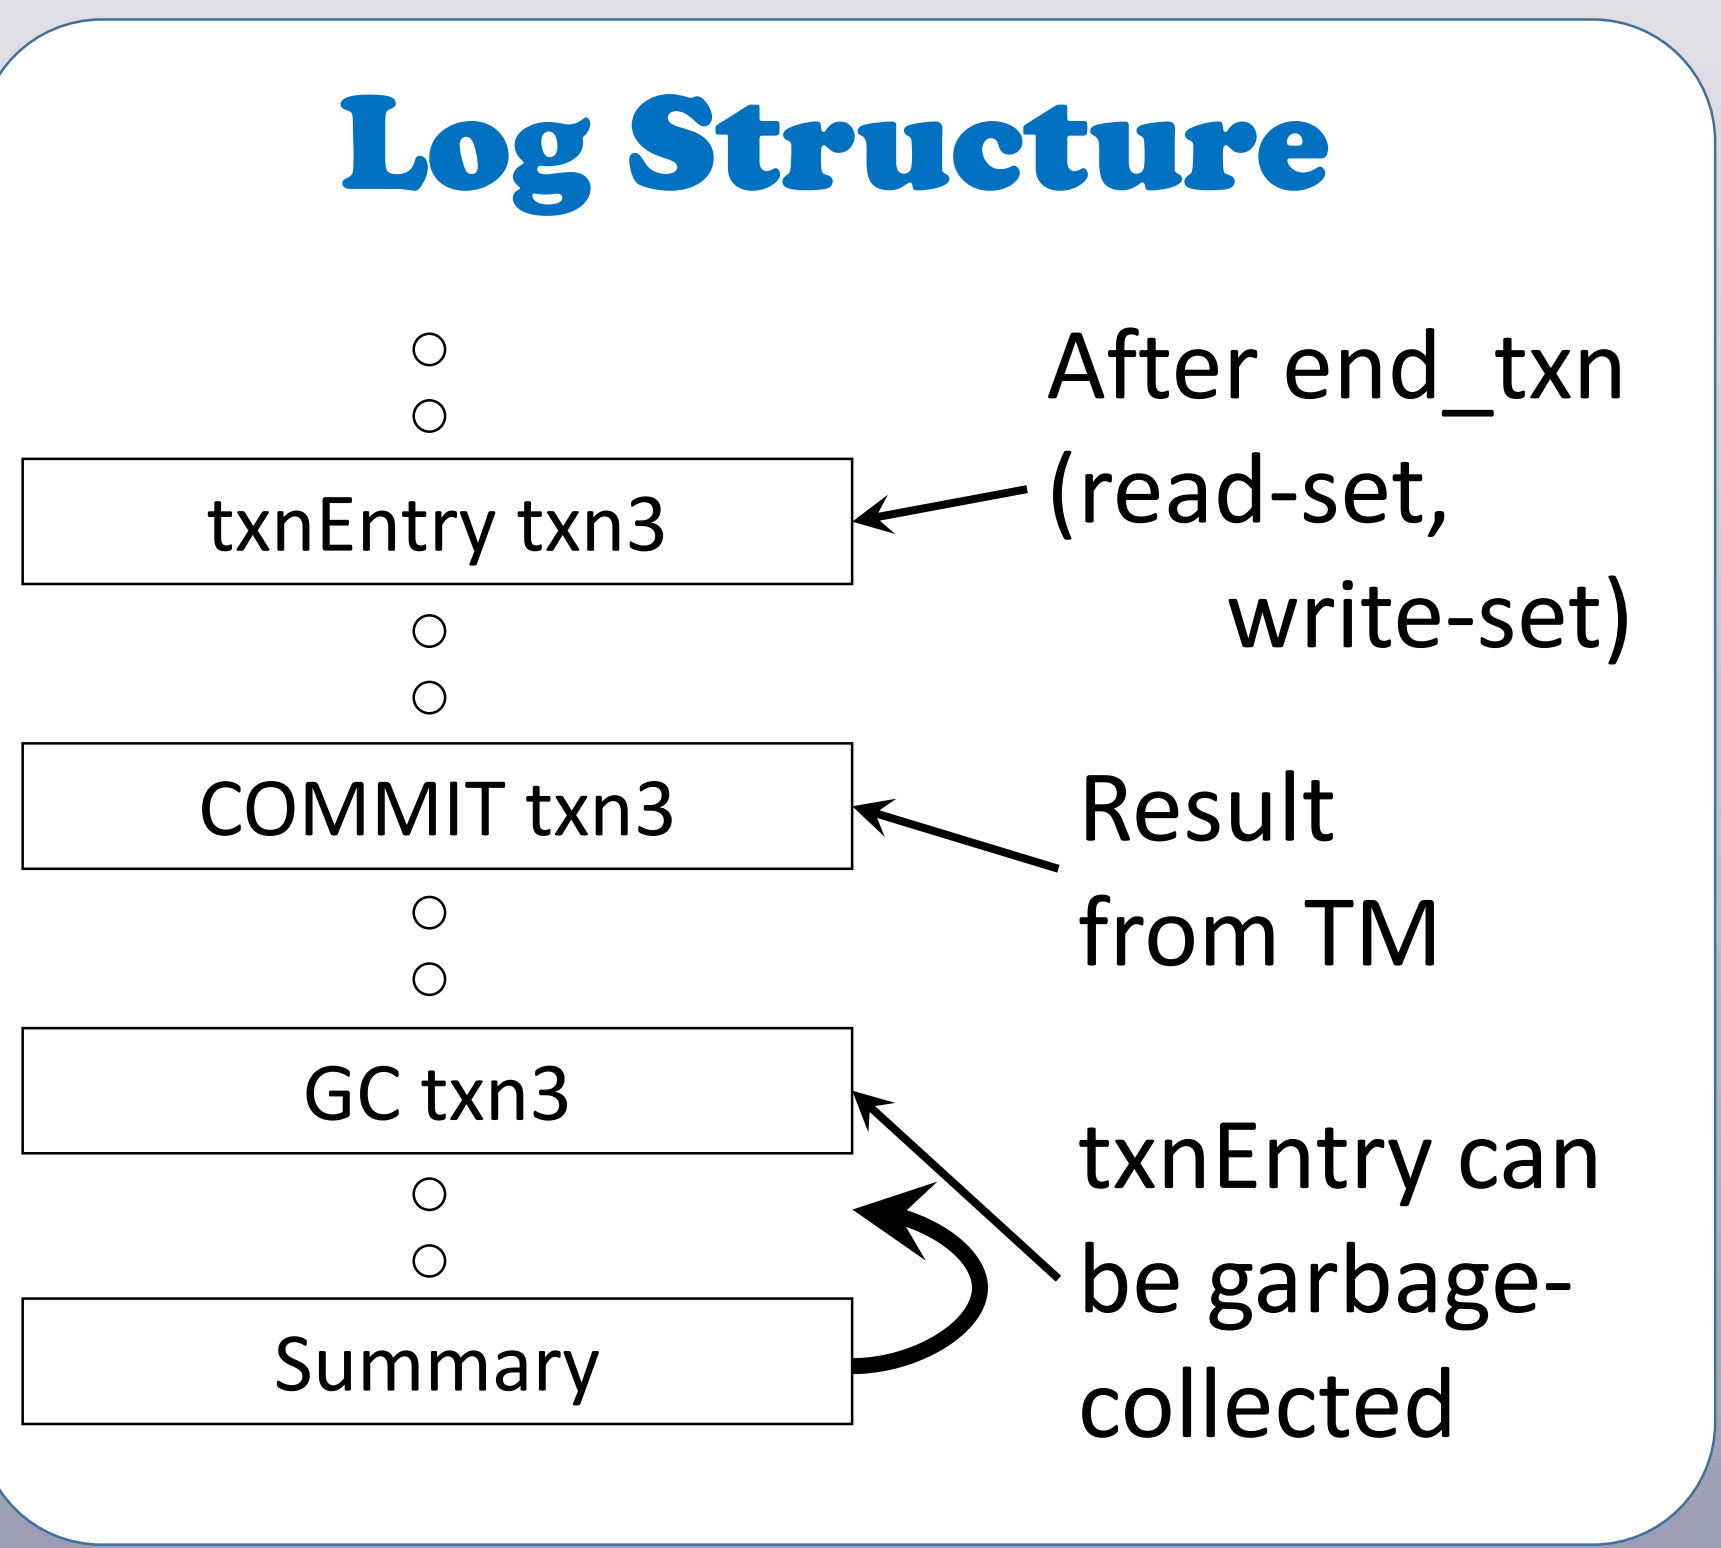 Log Structure
txnEntry txn3
After end_txn
(read-set,
write-set)
COMMIT txn3
Result
from TM
GC txn3
txnEntry can
be garbage-
collected
Summary